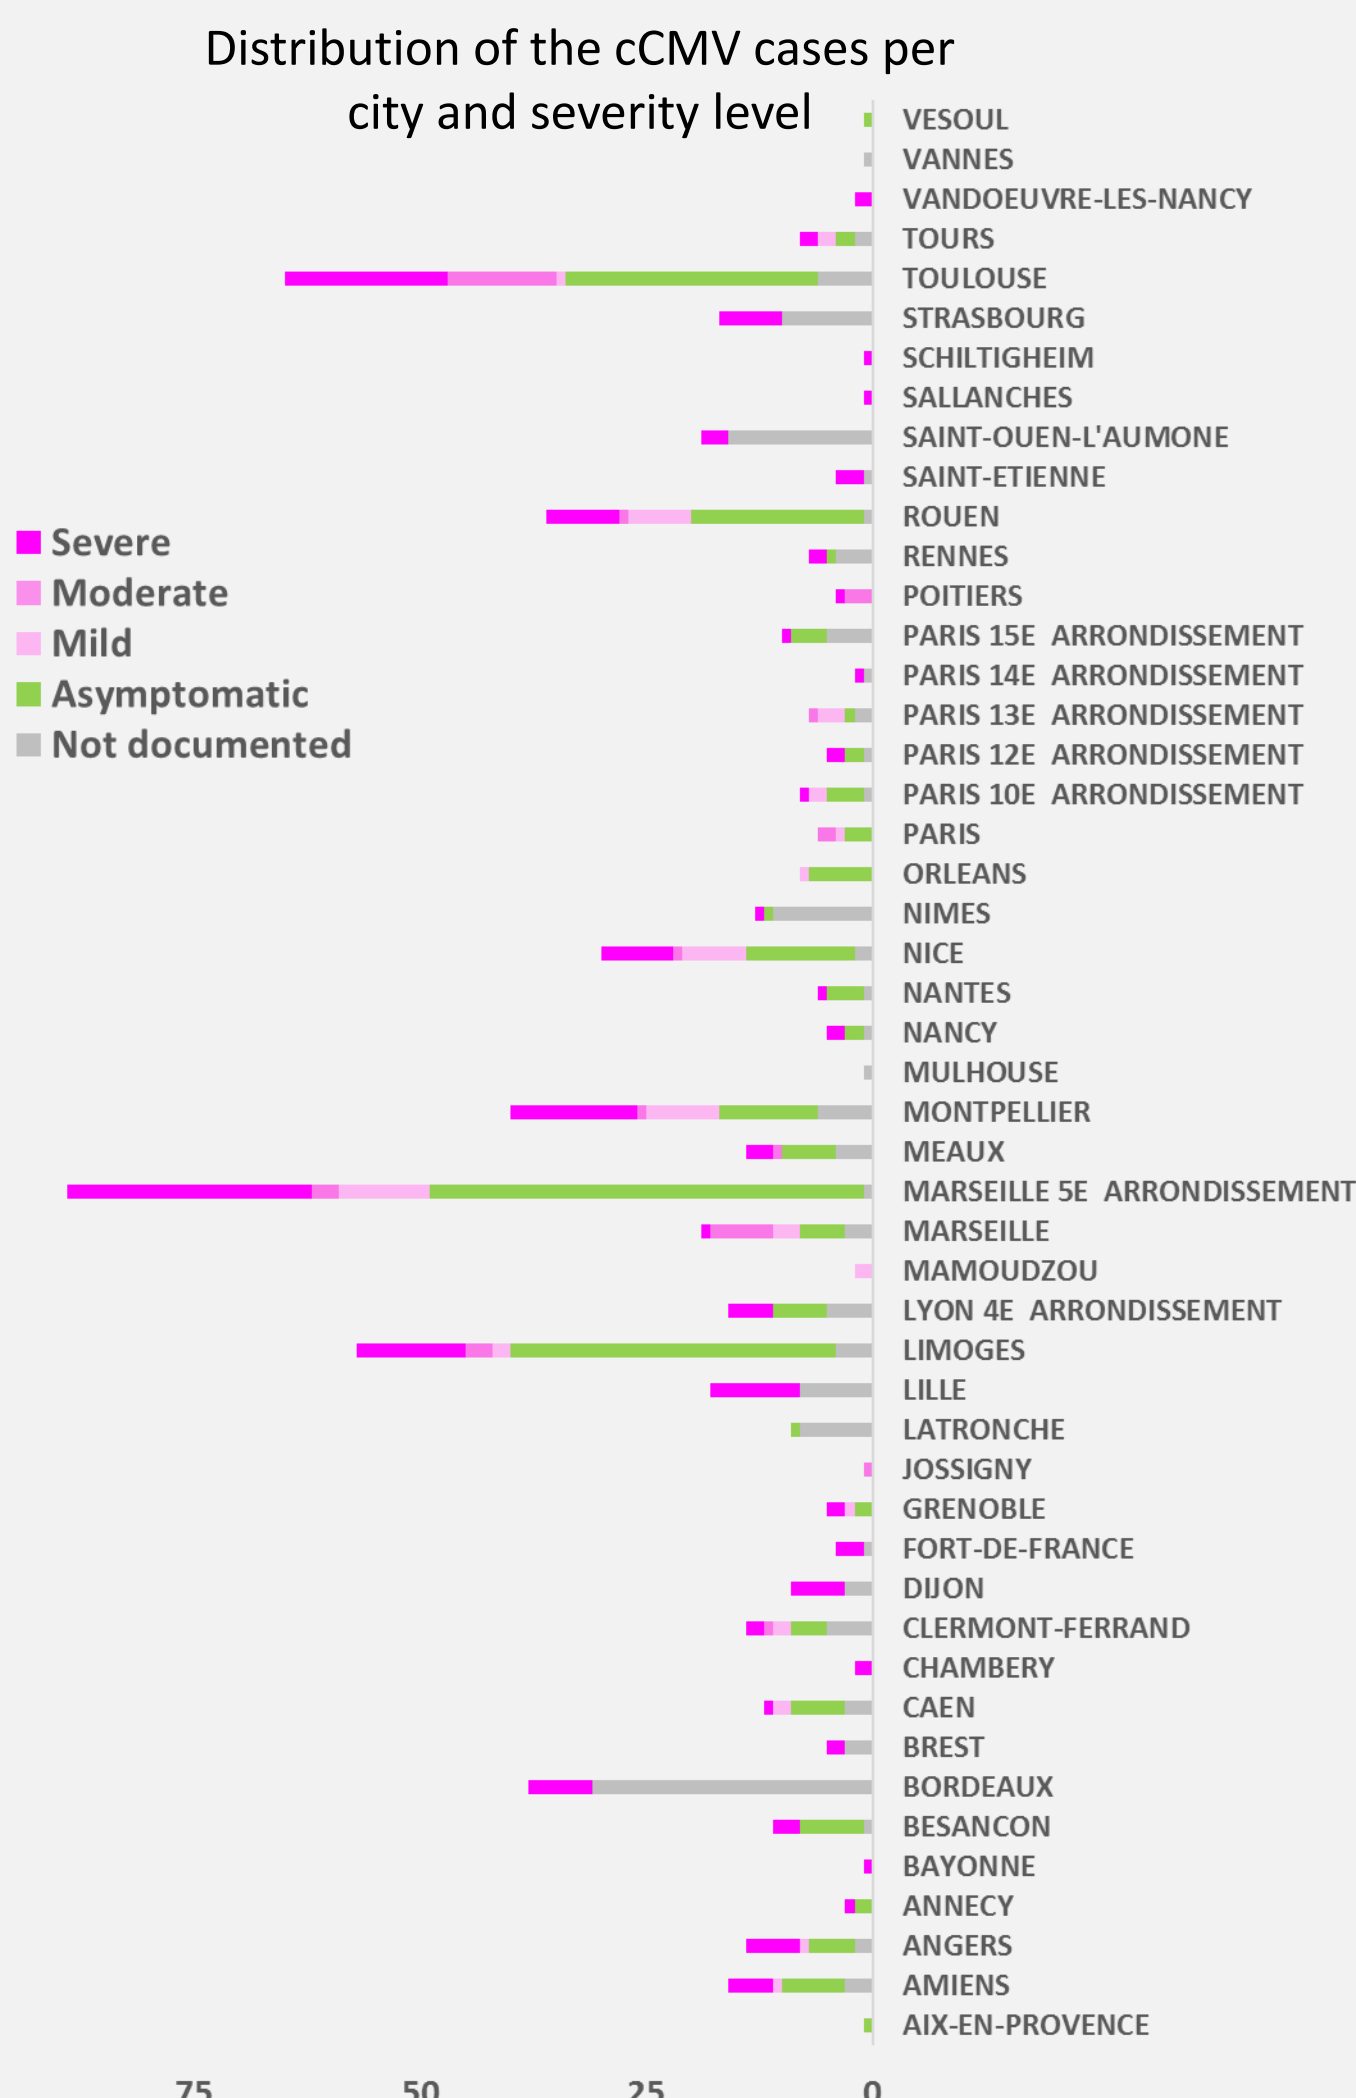 Distribution of the cCMV cases per
city and severity level
VESOUL
VANNES
VANDOEUVRE-LES-NANCY
TOURS
TOULOUSE
STRASBOURG
SCHILTIGHEIM
SALLANCHES
SAINT-OUEN-L'AUMONE
SAINT-ETIENNE
ROUEN
RENNES
POITIERS
PARIS 15E ARRONDISSEMENT
PARIS 14E ARRONDISSEMENT
PARIS 13E ARRONDISSEMENT
PARIS 12E ARRONDISSEMENT
PARIS 10E ARRONDISSEMENT
PARIS
ORLEANS
NIMES
NICE
NANTES
NANCY
MULHOUSE
MONTPELLIER
MEAUX
MARSEILLE 5E ARRONDISSEMENT
MARSEILLE
MAMOUDZOU
LYON 4E ARRONDISSEMENT
LIMOGES
LILLE
LATRONCHE
JOSSIGNY
GRENOBLE
FORT-DE-FRANCE
DIJON
CLERMONT-FERRAND
CHAMBERY
CAEN
BREST
BORDEAUX
BESANCON
BAYONNE
ANNECY
ANGERS
AMIENS
AIX-EN-PROVENCE
Severe
Moderate
Mild
Asymptomatic
Not documented
75 50 25 0